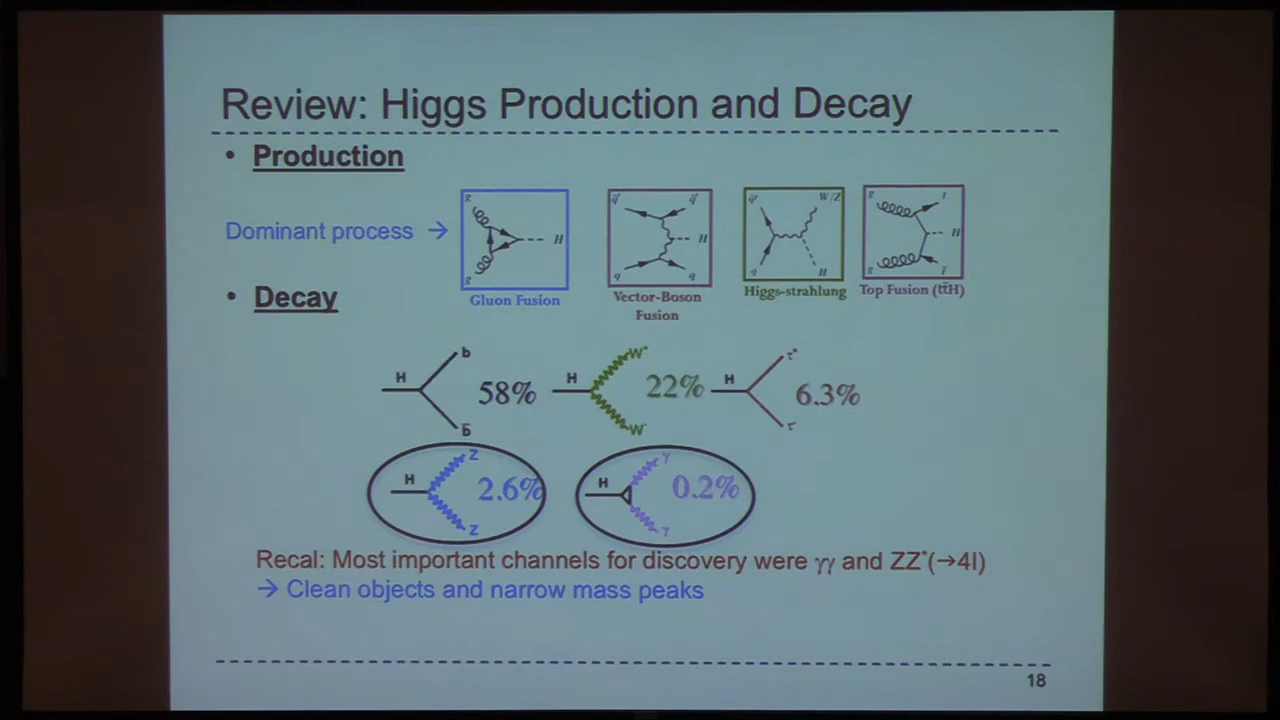 Review: Higgs Production and Decay
• Production
Dominant process →
g
g
H
q'
q
q'
q
H
q
W/Z
H
g
g
t
H
t̄
Gluon Fusion
Vector-Boson
Fusion
Higgs-strahlung
Top Fusion (tt̄H)
• Decay
H
b
b̄
58%
H
W⁺
W⁻
22%
H
τ⁺
τ⁻
6.3%
H
Z
Z
2.6%
H
γ
γ
0.2%
Recal: Most important channels for discovery were γγ and ZZ*(→4l)
→ Clean objects and narrow mass peaks
18